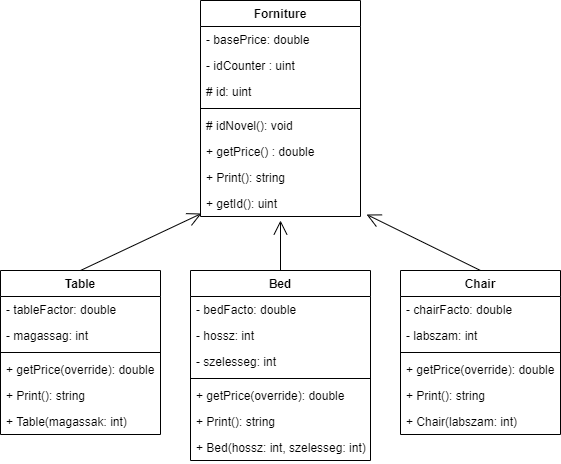 Forniture
- basePrice: double
- idCounter : uint
# id: uint
# idNovel(): void
+ getPrice() : double
+ Print(): string
+ getId(): uint
Table
- tableFactor: double
- magassag: int
+ getPrice(override): double
+ Print(): string
+ Table(magassak: int)
Bed
- bedFacto: double
- hossz: int
- szelesseg: int
+ getPrice(override): double
+ Print(): string
+ Bed(hossz: int, szelesseg: int)
Chair
- chairFacto: double
- labszam: int
+ getPrice(override): double
+ Print(): string
+ Chair(labszam: int)